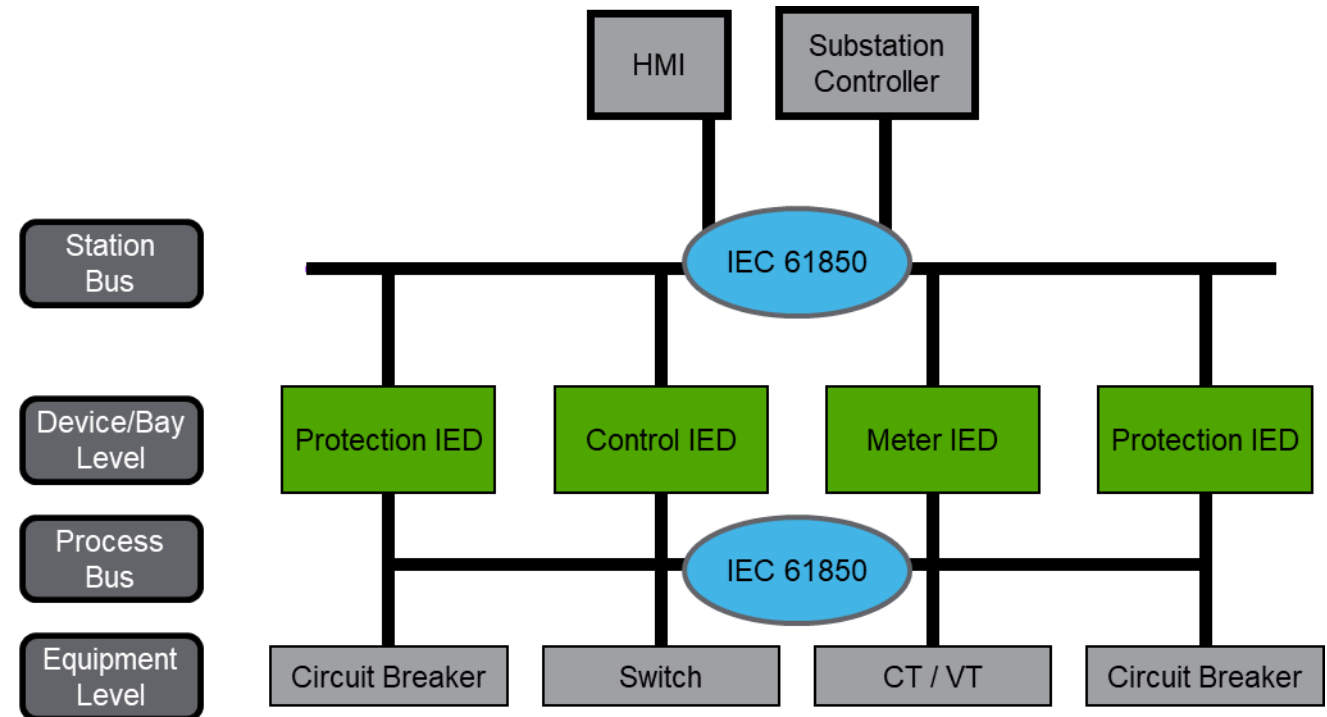 HMI
Substation
Controller
Station
Bus
IEC 61850
Device/Bay
Level
Protection IED
Control IED
Meter IED
Protection IED
Process
Bus
IEC 61850
Equipment
Level
Circuit Breaker
Switch
CT / VT
Circuit Breaker